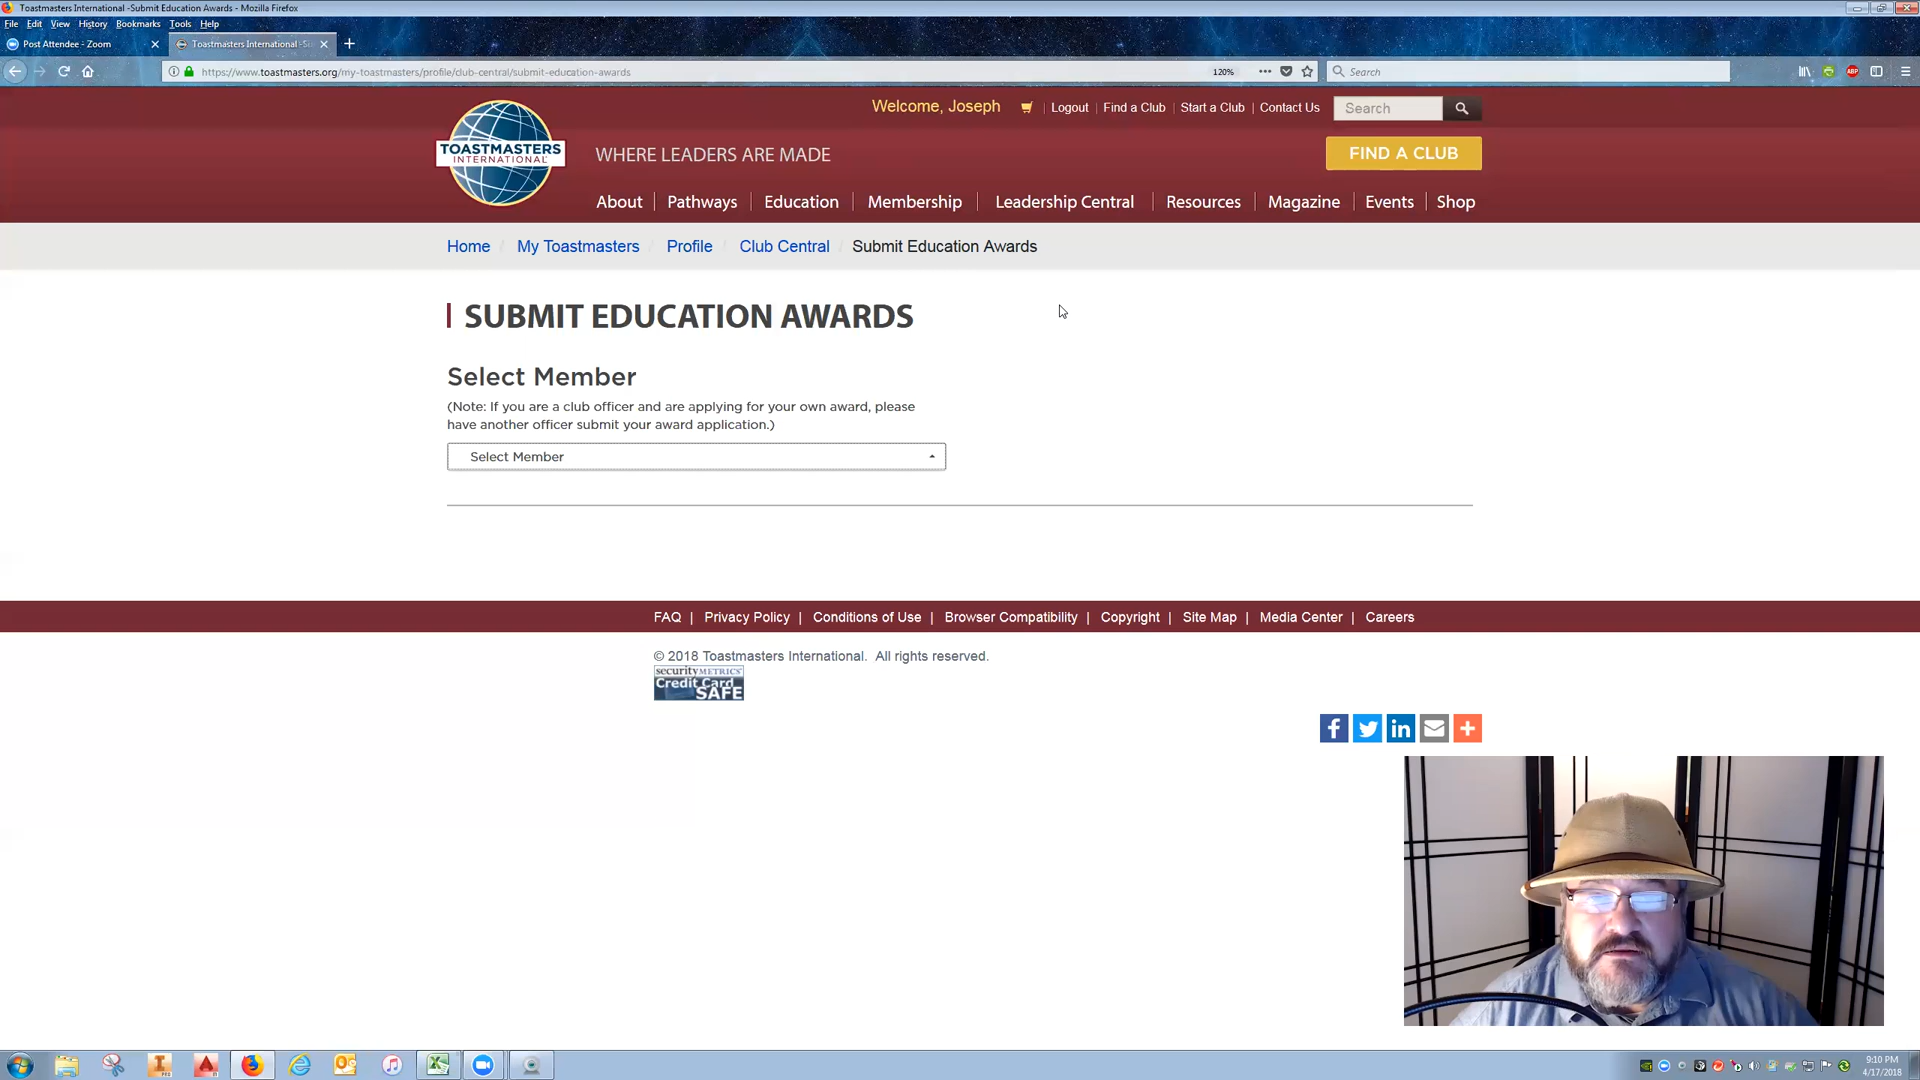 Toastmasters International -Submit Education Awards - Mozilla Firefox
File Edit View History Bookmarks Tools Help
Post Attendee - Zoom
Toastmasters International -Su
https://www.toastmasters.org/my-toastmasters/profile/club-central/submit-education-awards
120%
Search
Welcome, Joseph
Logout | Find a Club | Start a Club | Contact Us
Search
TOASTMASTERS
INTERNATIONAL
WHERE LEADERS ARE MADE
FIND A CLUB
About | Pathways | Education | Membership | Leadership Central | Resources | Magazine | Events | Shop
Home / My Toastmasters / Profile / Club Central / Submit Education Awards
SUBMIT EDUCATION AWARDS
Select Member
(Note: If you are a club officer and are applying for your own award, please
have another officer submit your award application.)
Select Member
FAQ | Privacy Policy | Conditions of Use | Browser Compatibility | Copyright | Site Map | Media Center | Careers
© 2018 Toastmasters International. All rights reserved.
securityMETRICS
Credit Card
SAFE
9:10 PM
4/17/2018